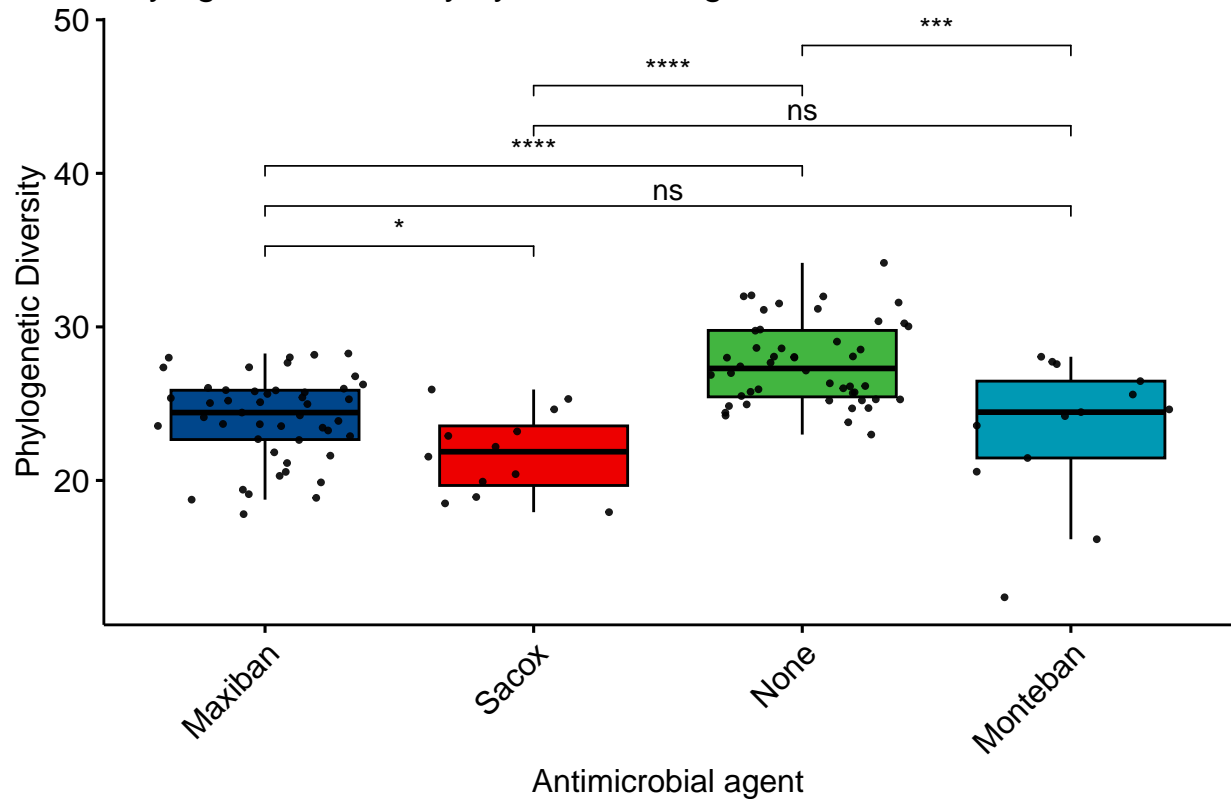 50
***
****
ns
****
40
ns
*
30
20
Phylogenetic Diversity
Maxiban
Sacox
None
Monteban
Antimicrobial agent